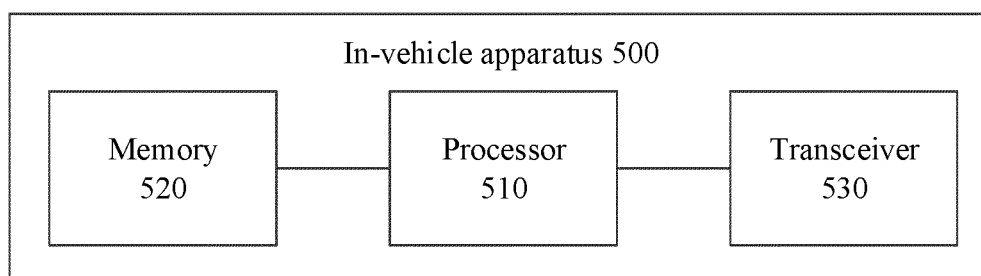 In-vehicle apparatus 500
Memory
520
Processor
510
Transceiver
530